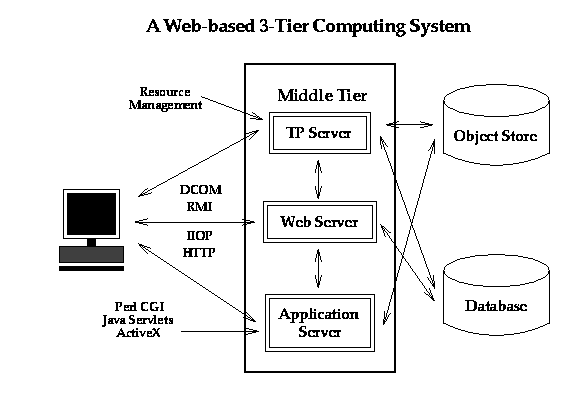 A Web-based 3-Tier Computing System
Resource
Management
Middle Tier
TP Server
Object Store
DCOM
RMI
Web Server
IIOP
HTTP
Perl CGI
Java Servlets
ActiveX
Application
Server
Database